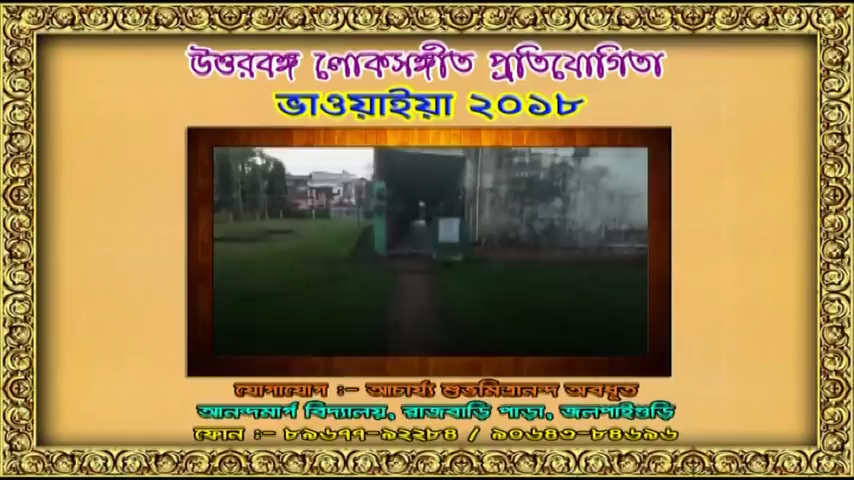 উত্তরবঙ্গ লোকসঙ্গীত প্রতিযোগিতা
ভাওয়াইয়া ২০১৮
যোগাযোগ :- আচার্য্য শুভমিত্রানন্দ অবধূত
আনন্দমার্গ বিদ্যালয়, রাজবাড়ি পাড়া, জলপাইগুড়ি
ফোন :- ৮৯৬৭৭-৯২২৮৪ / ৯০৬৪৩-৮৪৬৯৬